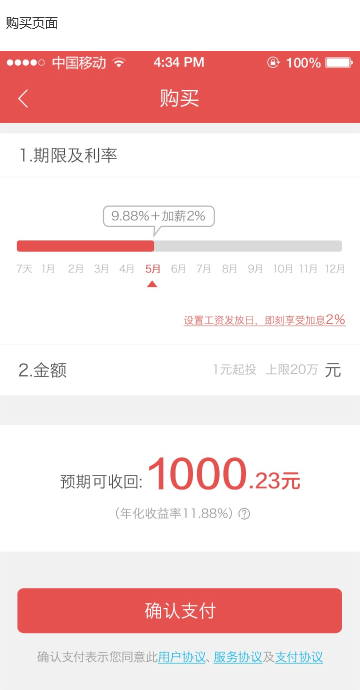 购买页面
中国移动 4:34 PM 100%
购买
1.期限及利率
9.88%+加薪2%
7天 1月 2月 3月 4月 5月 6月 7月 8月 9月 10月 11月 12月
设置工资发放日，即刻享受加息2%
2.金额 1元起投 上限20万 元
预期可收回: 1000.23元
（年化收益率11.88%）?
确认支付
确认支付表示您同意此用户协议、服务协议及支付协议